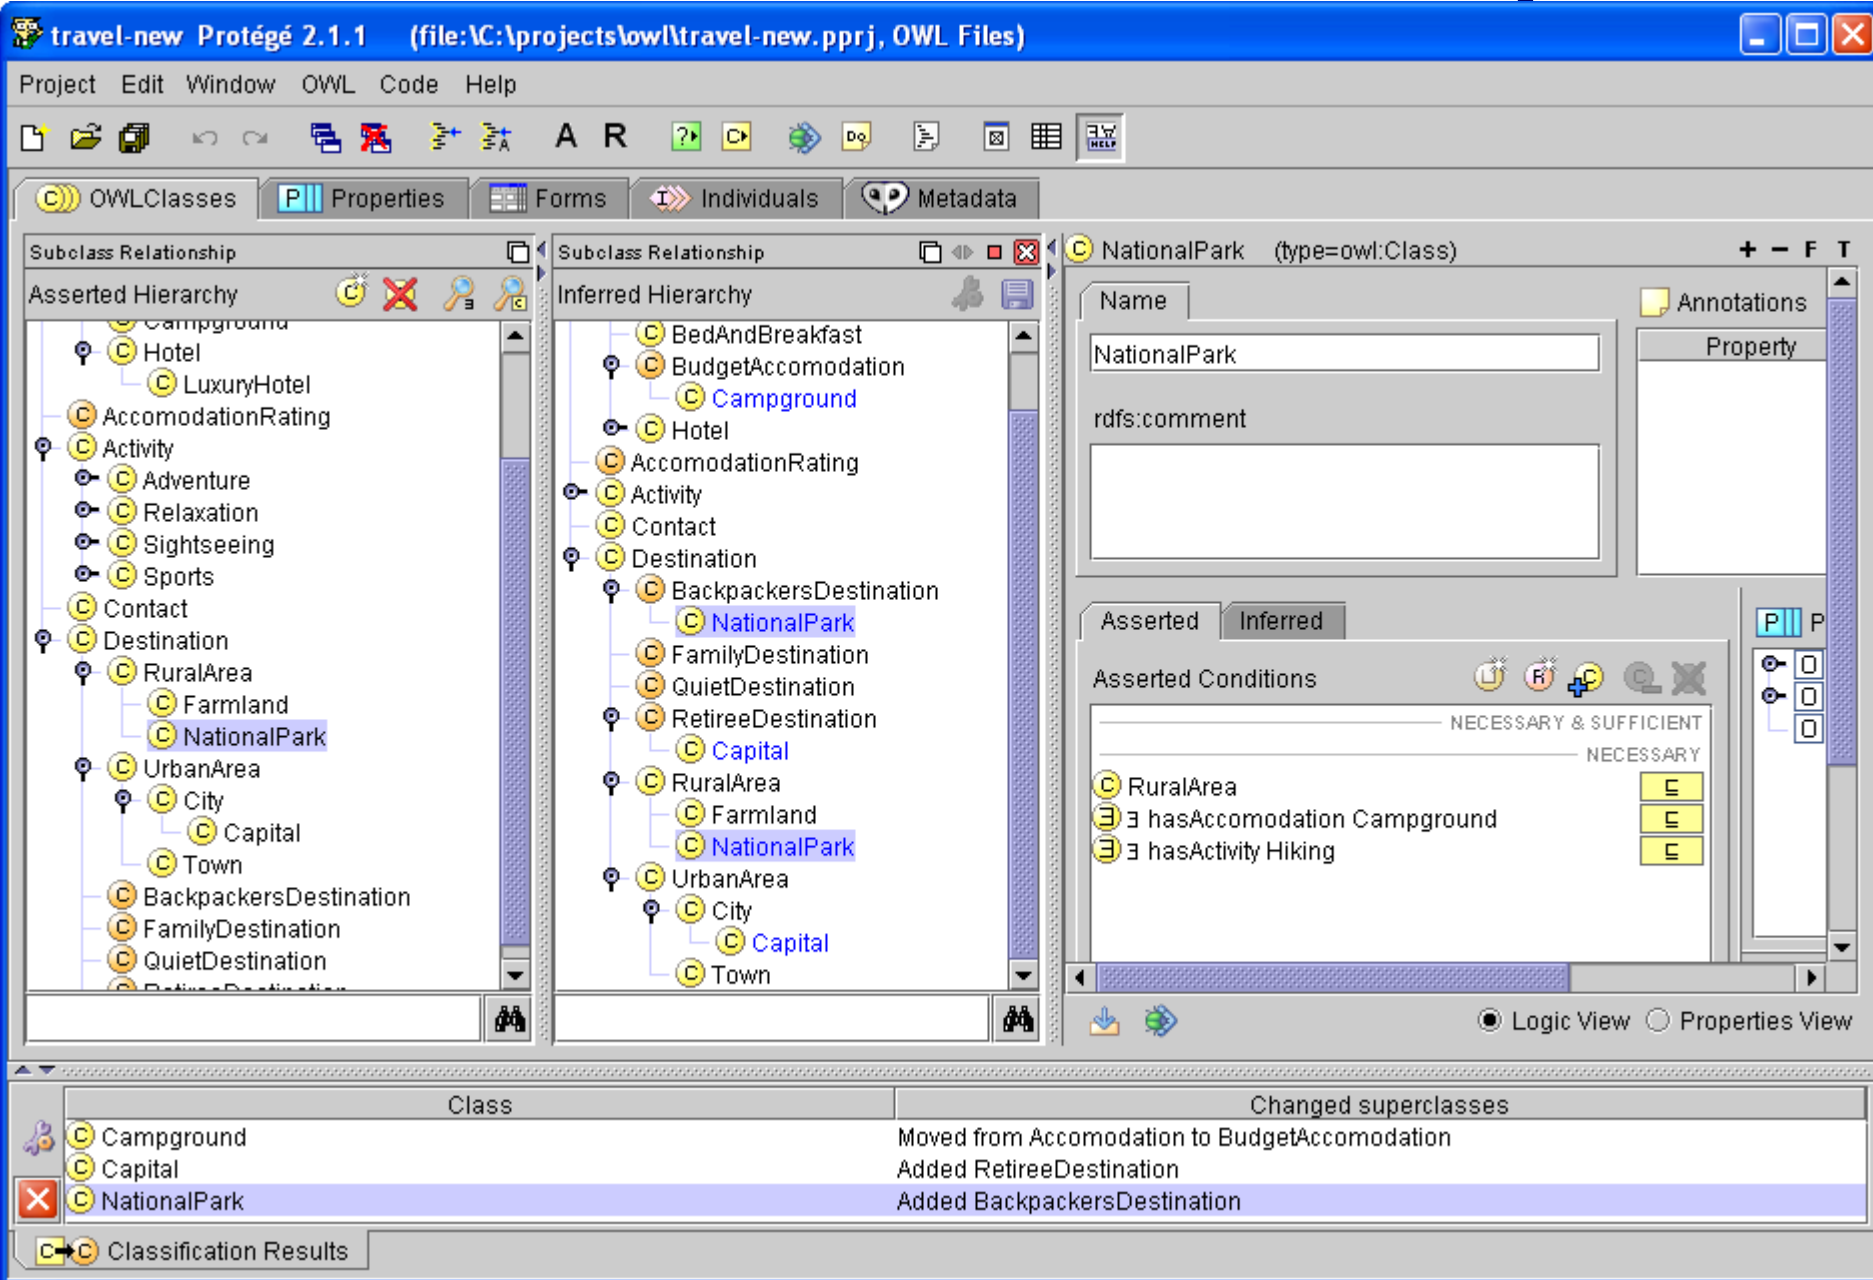 travel-new Protégé 2.1.1 (file:\C:\projects\owl\travel-new.pprj, OWL Files)
Project Edit Window OWL Code Help
A R ? C DQ HELP
OWLClasses Properties Forms Individuals Metadata
Subclass Relationship
Asserted Hierarchy
Campground
Hotel
LuxuryHotel
AccomodationRating
Activity
Adventure
Relaxation
Sightseeing
Sports
Contact
Destination
RuralArea
Farmland
NationalPark
UrbanArea
City
Capital
Town
BackpackersDestination
FamilyDestination
QuietDestination
RetireeDestination
Subclass Relationship
Inferred Hierarchy
BedAndBreakfast
BudgetAccomodation
Campground
Hotel
AccomodationRating
Activity
Contact
Destination
BackpackersDestination
NationalPark
FamilyDestination
QuietDestination
RetireeDestination
Capital
RuralArea
Farmland
NationalPark
UrbanArea
City
Capital
Town
NationalPark (type=owl:Class) + − F T
Name
NationalPark
rdfs:comment
Annotations
Property
Asserted Inferred
P
Asserted Conditions
NECESSARY & SUFFICIENT
NECESSARY
RuralArea ⊑
∃ hasAccomodation Campground ⊑
∃ hasActivity Hiking ⊑
Logic View Properties View
Class Changed superclasses
Campground Moved from Accomodation to BudgetAccomodation
Capital Added RetireeDestination
NationalPark Added BackpackersDestination
Classification Results